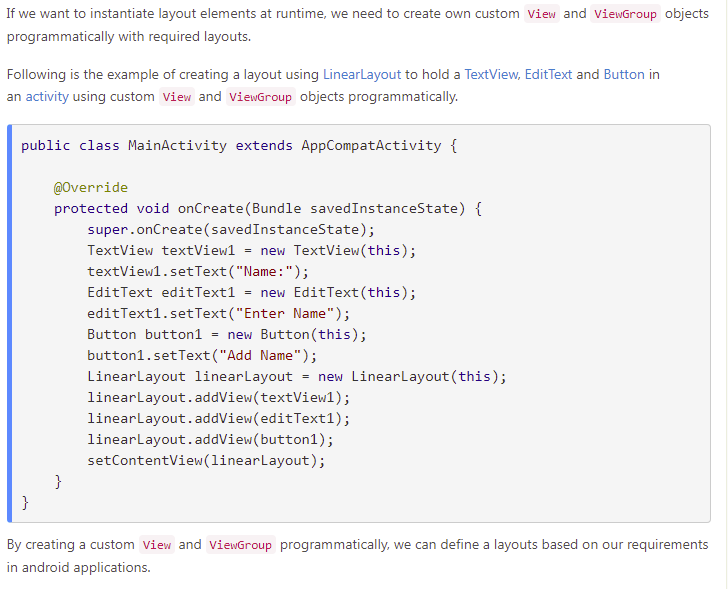 If we want to instantiate layout elements at runtime, we need to create own custom View and ViewGroup objects
programmatically with required layouts.
Following is the example of creating a layout using LinearLayout to hold a TextView, EditText and Button in
an activity using custom View and ViewGroup objects programmatically.
public class MainActivity extends AppCompatActivity {
@Override
protected void onCreate(Bundle savedInstanceState) {
super.onCreate(savedInstanceState);
TextView textView1 = new TextView(this);
textView1.setText("Name:");
EditText editText1 = new EditText(this);
editText1.setText("Enter Name");
Button button1 = new Button(this);
button1.setText("Add Name");
LinearLayout linearLayout = new LinearLayout(this);
linearLayout.addView(textView1);
linearLayout.addView(editText1);
linearLayout.addView(button1);
setContentView(linearLayout);
}
}
By creating a custom View and ViewGroup programmatically, we can define a layouts based on our requirements
in android applications.